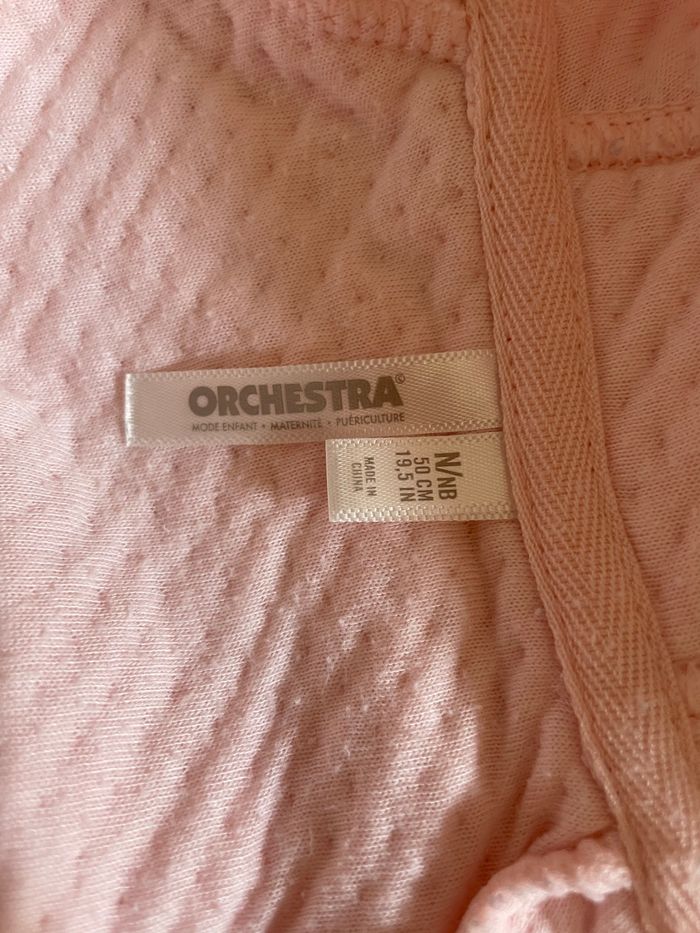 ORCHESTRA©
MODE ENFANT • MATERNITÉ • PUÉRICULTURE
N/NB
50 CM
19,5 IN
MADE IN
CHINA